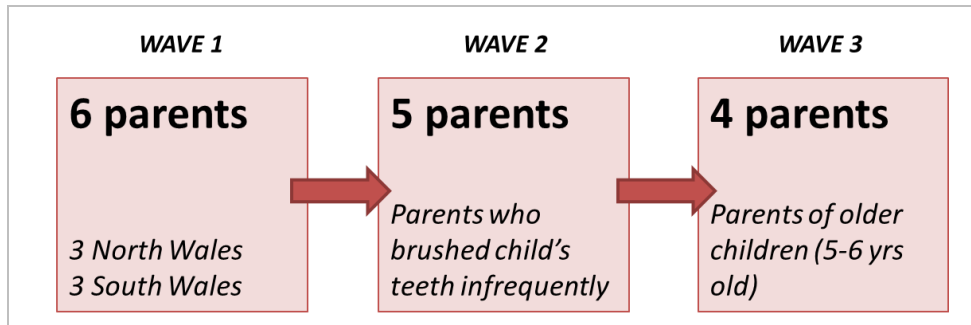 WAVE 1
WAVE 2
WAVE 3
6 parents
3 North Wales
3 South Wales
5 parents
Parents who
brushed child's
teeth infrequently
4 parents
Parents of older
children (5-6 yrs
old)